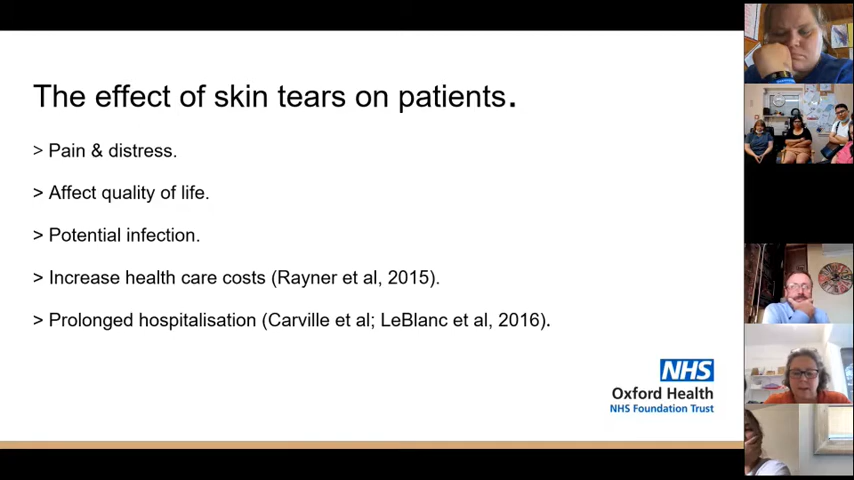 The effect of skin tears on patients.
> Pain & distress.
> Affect quality of life.
> Potential infection.
> Increase health care costs (Rayner et al, 2015).
> Prolonged hospitalisation (Carville et al; LeBlanc et al, 2016).
NHS
Oxford Health
NHS Foundation Trust